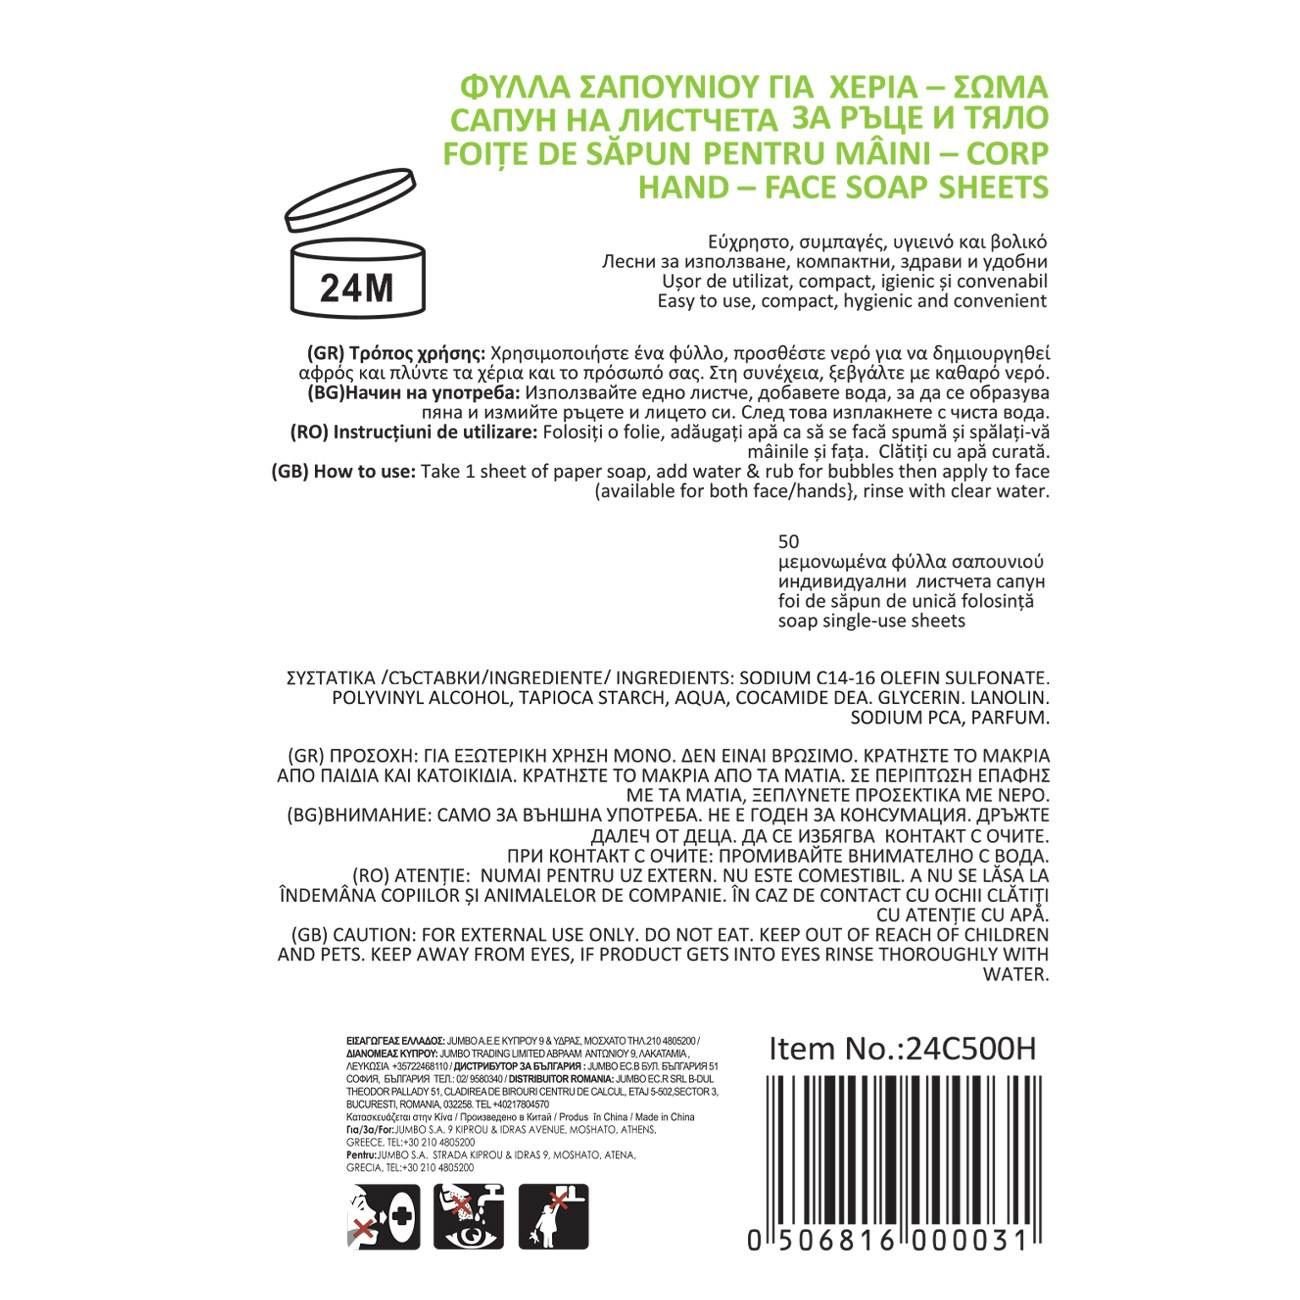 ΦΥΛΛΑ ΣΑΠΟΥΝΙΟΥ ΓΙΑ ΧΕΡΙΑ – ΣΩΜΑ
САПУН НА ЛИСТЧЕТА ЗА РЪЦЕ И ТЯЛО
FOIȚE DE SĂPUN PENTRU MÂINI – CORP
HAND – FACE SOAP SHEETS
24M
Εύχρηστο, συμπαγές, υγιεινό και βολικό
Лесни за използване, компактни, здрави и удобни
Ușor de utilizat, compact, igienic și convenabil
Easy to use, compact, hygienic and convenient
(GR) Τρόπος χρήσης: Χρησιμοποιήστε ένα φύλλο, προσθέστε νερό για να δημιουργηθεί
αφρός και πλύντε τα χέρια και το πρόσωπό σας. Στη συνέχεια, ξεβγάλτε με καθαρό νερό.
(BG)Начин на употреба: Използвайте едно листче, добавете вода, за да се образува
пяна и измийте ръцете и лицето си. След това изплакнете с чиста вода.
(RO) Instrucțiuni de utilizare: Folosiți o folie, adăugați apă ca să se facă spumă și spălați-vă
mâinile și fața. Clătiți cu apă curată.
(GB) How to use: Take 1 sheet of paper soap, add water & rub for bubbles then apply to face
(available for both face/hands}, rinse with clear water.
50
μεμονωμένα φύλλα σαπουνιού
индивидуални листчета сапун
foi de săpun de unică folosință
soap single-use sheets
ΣΥΣΤΑΤΙΚΑ /СЪСТАВКИ/INGREDIENTE/ INGREDIENTS: SODIUM C14-16 OLEFIN SULFONATE.
POLYVINYL ALCOHOL, TAPIOCA STARCH, AQUA, COCAMIDE DEA. GLYCERIN. LANOLIN.
SODIUM PCA, PARFUM.
(GR) ΠΡΟΣΟΧΗ: ΓΙΑ ΕΞΩΤΕΡΙΚΗ ΧΡΗΣΗ ΜΟΝΟ. ΔΕΝ ΕΙΝΑΙ ΒΡΩΣΙΜΟ. ΚΡΑΤΗΣΤΕ ΤΟ ΜΑΚΡΙΑ
ΑΠΟ ΠΑΙΔΙΑ ΚΑΙ ΚΑΤΟΙΚΙΔΙΑ. ΚΡΑΤΗΣΤΕ ΤΟ ΜΑΚΡΙΑ ΑΠΟ ΤΑ ΜΑΤΙΑ. ΣΕ ΠΕΡΙΠΤΩΣΗ ΕΠΑΦΗΣ
ΜΕ ΤΑ ΜΑΤΙΑ, ΞΕΠΛΥΝΕΤΕ ΠΡΟΣΕΚΤΙΚΑ ΜΕ ΝΕΡΟ.
(BG)ВНИМАНИЕ: САМО ЗА ВЪНШНА УПОТРЕБА. НЕ Е ГОДЕН ЗА КОНСУМАЦИЯ. ДРЪЖТЕ
ДАЛЕЧ ОТ ДЕЦА. ДА СЕ ИЗБЯГВА КОНТАКТ С ОЧИТЕ.
ПРИ КОНТАКТ С ОЧИТЕ: ПРОМИВАЙТЕ ВНИМАТЕЛНО С ВОДА.
(RO) ATENȚIE: NUMAI PENTRU UZ EXTERN. NU ESTE COMESTIBIL. A NU SE LĂSA LA
ÎNDEMÂNA COPIILOR ȘI ANIMALELOR DE COMPANIE. ÎN CAZ DE CONTACT CU OCHII CLĂTIȚI
CU ATENȚIE CU APĂ.
(GB) CAUTION: FOR EXTERNAL USE ONLY. DO NOT EAT. KEEP OUT OF REACH OF CHILDREN
AND PETS. KEEP AWAY FROM EYES, IF PRODUCT GETS INTO EYES RINSE THOROUGHLY WITH
WATER.
ΕΙΣΑΓΩΓΕΑΣ ΕΛΛΑΔΟΣ: JUMBO A.E.E ΚΥΠΡΟΥ 9 & ΥΔΡΑΣ, ΜΟΣΧΑΤΟ ΤΗΛ.210 4805200 /
ΔΙΑΝΟΜΕΑΣ ΚΥΠΡΟΥ: JUMBO TRADING LIMITED ΑΒΡΑΑΜ ΑΝΤΩΝΙΟΥ 9, ΛΑΚΑΤΑΜΙΑ,
ΛΕΥΚΩΣΙΑ +35722468110 / ДИСТРИБУТОР ЗА БЪЛГАРИЯ : JUMBO EC.B БУЛ. БЪЛГАРИЯ 51
СОФИЯ, БЪЛГАРИЯ ТЕЛ.: 02/ 9580340 / DISTRIBUITOR ROMANIA: JUMBO EC.R SRL B-DUL
THEODOR PALLADY 51, CLADIREA DE BIROURI CENTRU DE CALCUL, ETAJ 5-502,SECTOR 3,
BUCURESTI, ROMANIA, 032258. TEL +40217804570
Κατασκευάζεται στην Κίνα / Произведено в Китай / Produs în China / Made in China
Για/За/For:JUMBO S.A. 9 KIPROU & IDRAS AVENUE, MOSHATO, ATHENS,
GREECE, TEL:+30 210 4805200
Pentru:JUMBO S.A. STRADA KIPROU & IDRAS 9, MOSHATO, ATENA,
GRECIA, TEL:+30 210 4805200
Item No.:24C500H
0 506816 000031